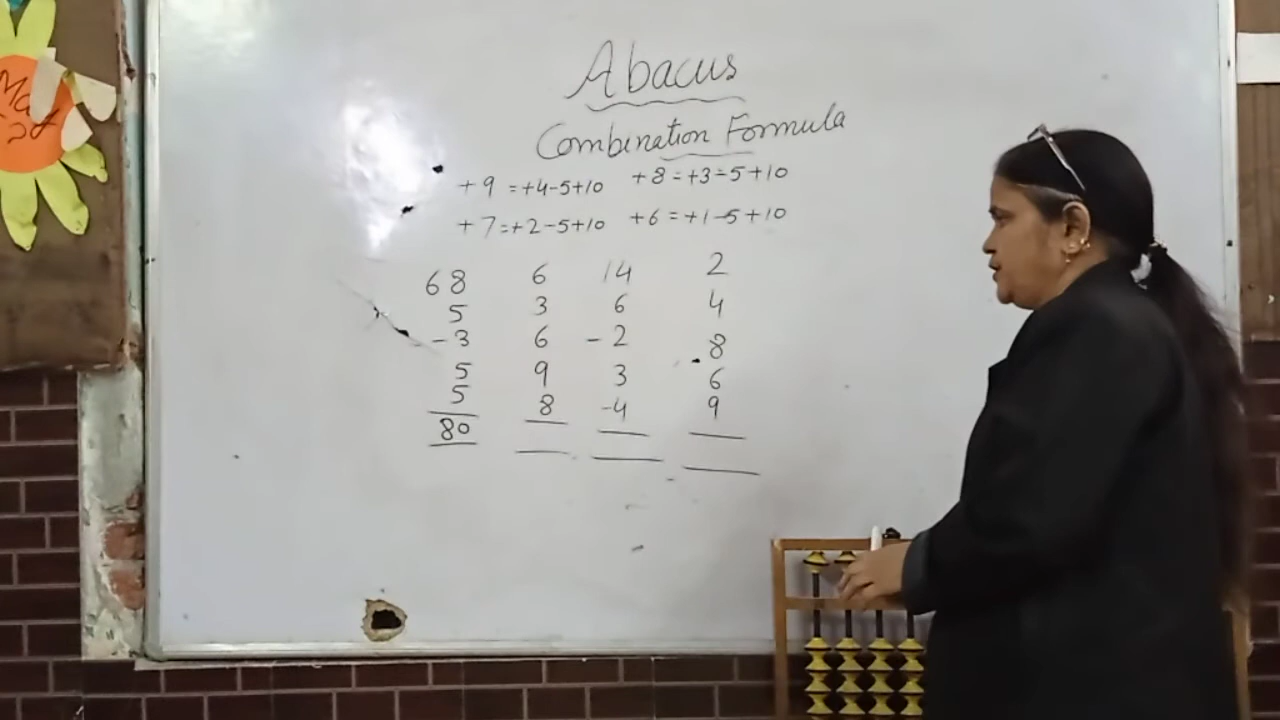 May
Abacus
Combination Formula
+9 = +4-5+10 +8 = +3-5+10
+7 = +2-5+10 +6 = +1-5+10
68 6 14 2
5 3 6 4
-3 6 -2 8
5 9 3 6
5 8 -4 9
80